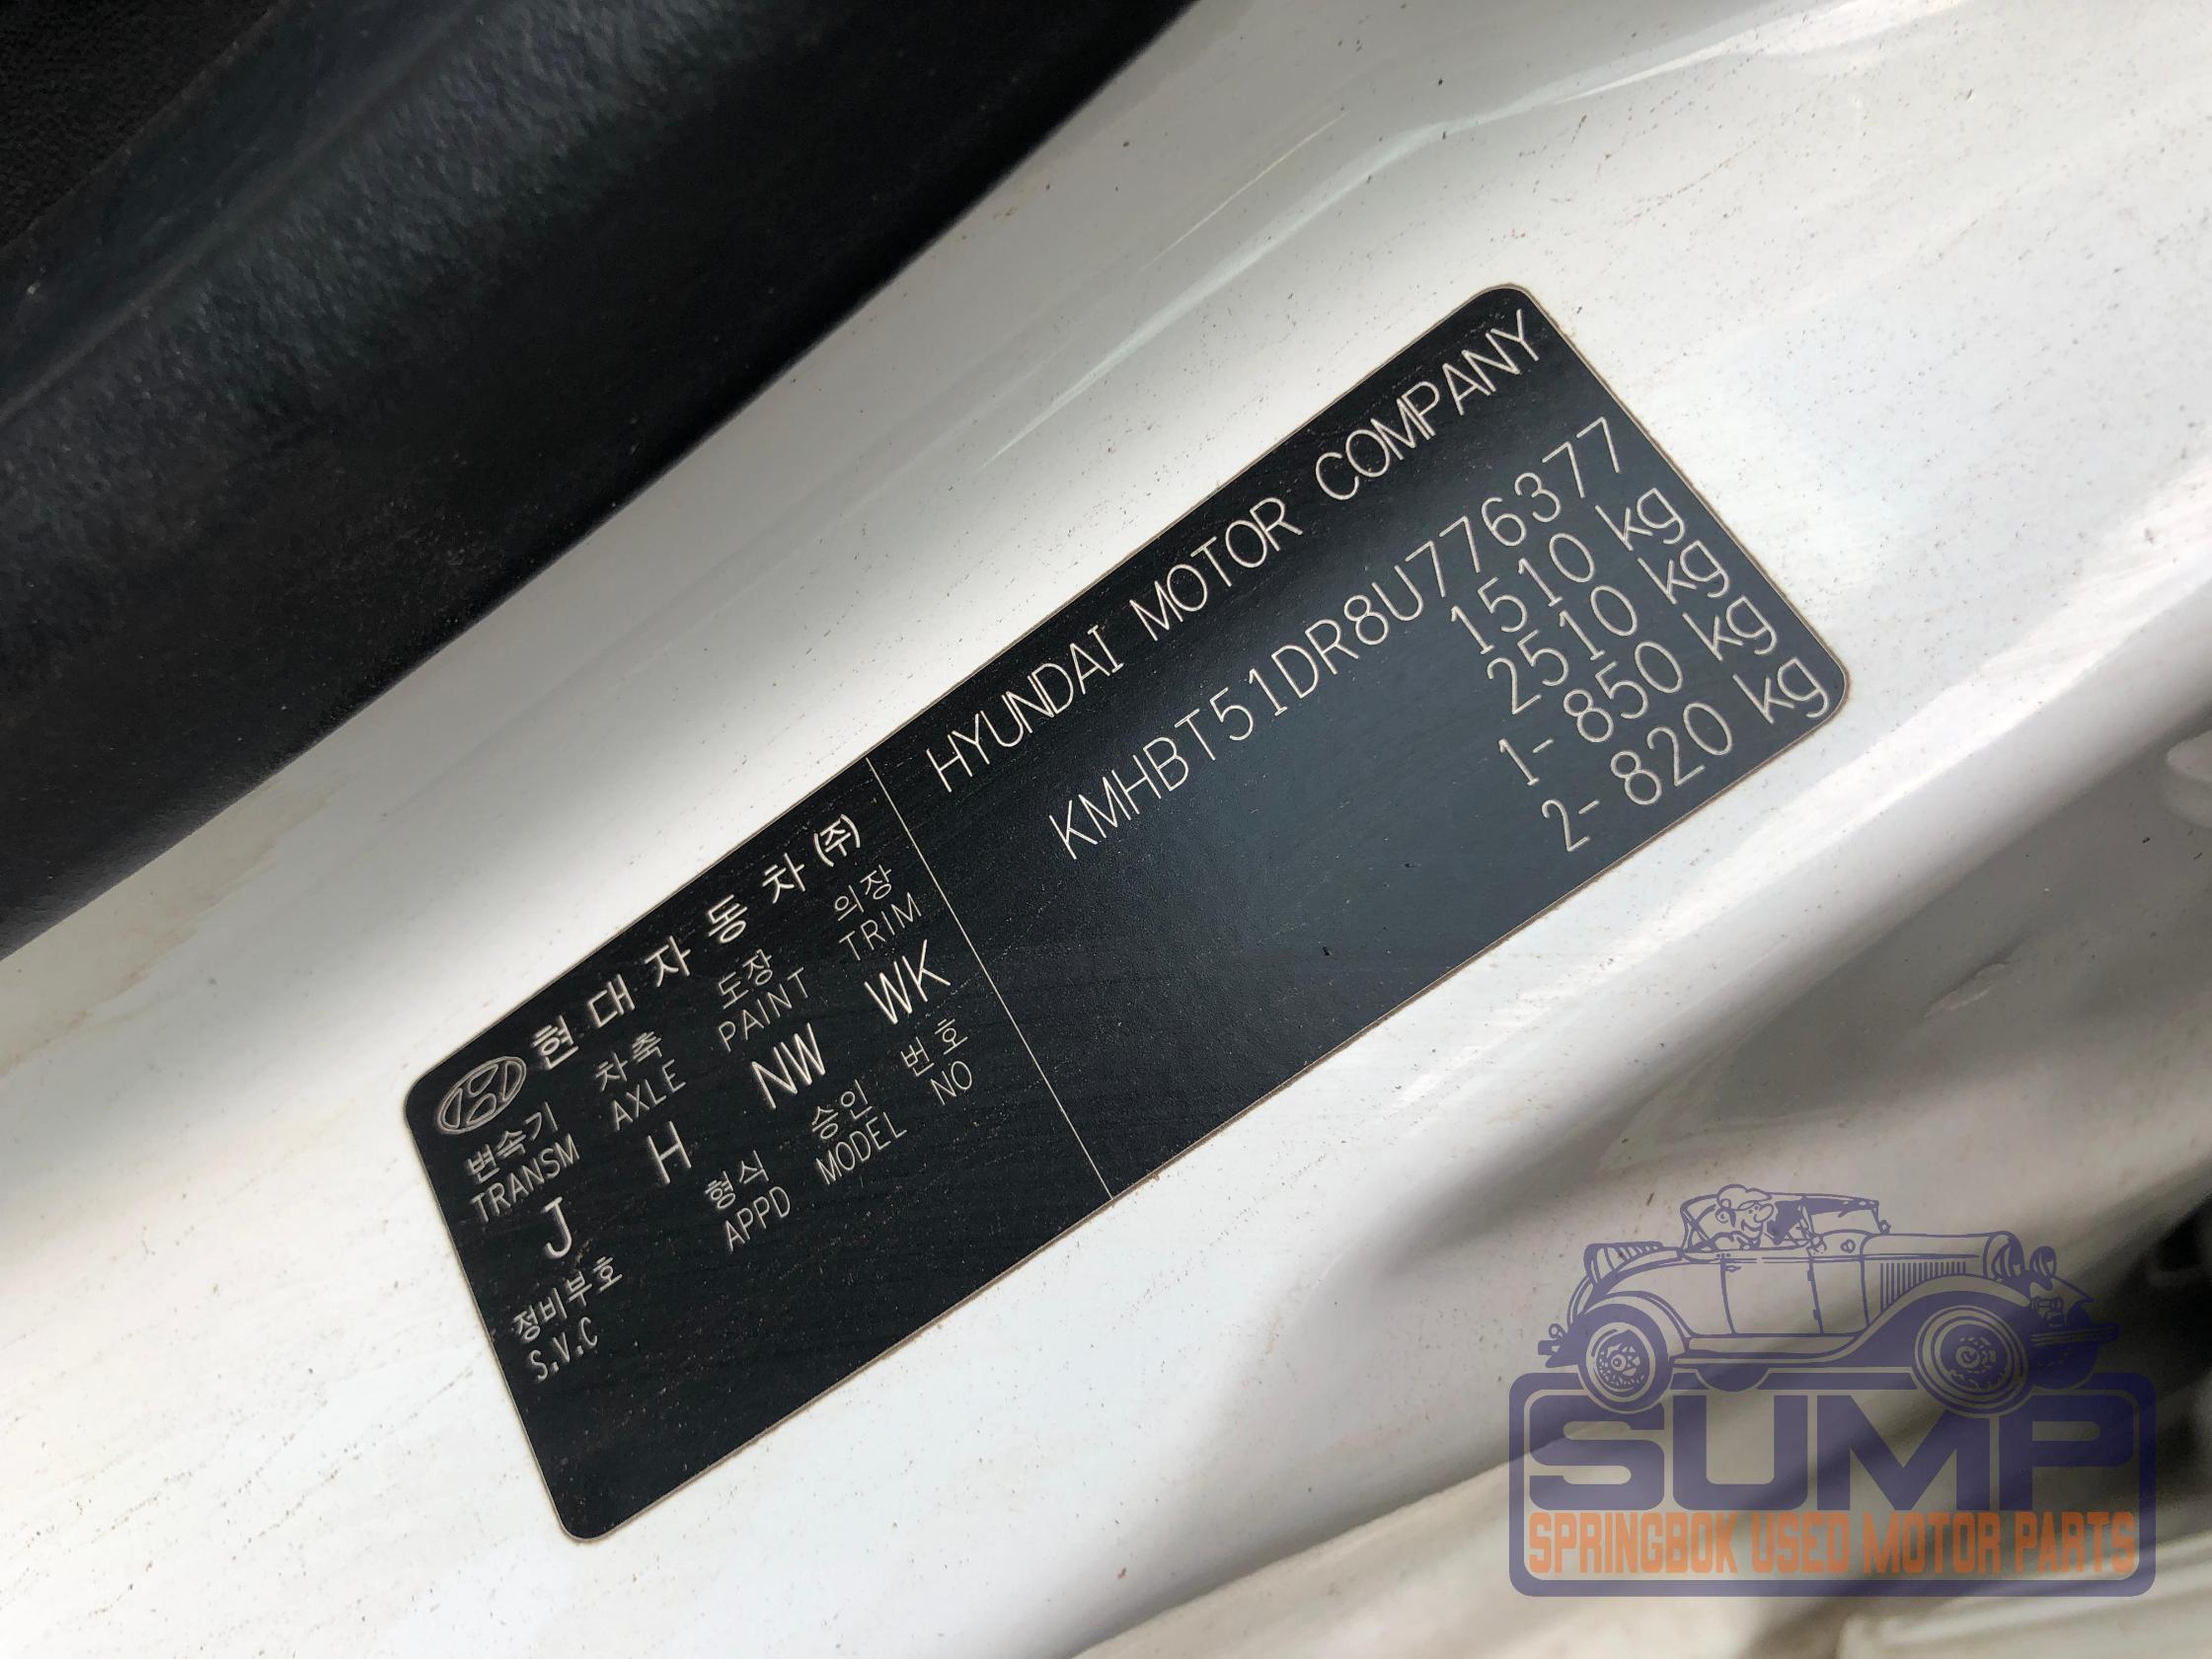 현대자동차(주)
변속기 차축 도장 의장
TRANSM AXLE PAINT TRIM
J H NW WK
정비부호 형식 승인 번호
S.V.C APPD MODEL NO
HYUNDAI MOTOR COMPANY
KMHBT51DR8U776377
1510 kg
2510 kg
1- 850 kg
2- 820 kg
SUMP
SPRINGBOK USED MOTOR PARTS